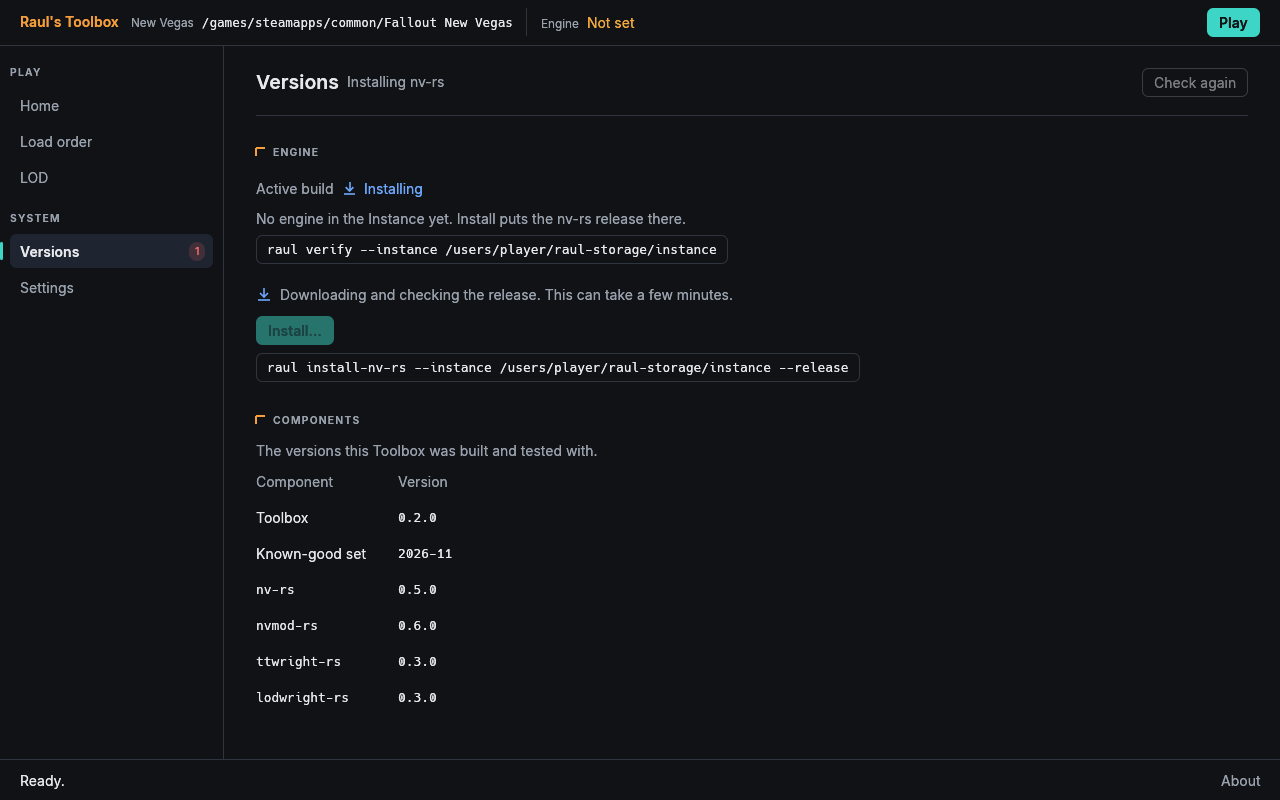 Raul's Toolbox New Vegas /games/steamapps/common/Fallout New Vegas Engine Not set Play
PLAY
Home
Load order
LOD
SYSTEM
Versions 1
Settings
Versions Installing nv-rs Check again
ENGINE
Active build Installing
No engine in the Instance yet. Install puts the nv-rs release there.
raul verify --instance /users/player/raul-storage/instance
Downloading and checking the release. This can take a few minutes.
Install...
raul install-nv-rs --instance /users/player/raul-storage/instance --release
COMPONENTS
The versions this Toolbox was built and tested with.
Component Version
Toolbox 0.2.0
Known-good set 2026-11
nv-rs 0.5.0
nvmod-rs 0.6.0
ttwright-rs 0.3.0
lodwright-rs 0.3.0
Ready. About